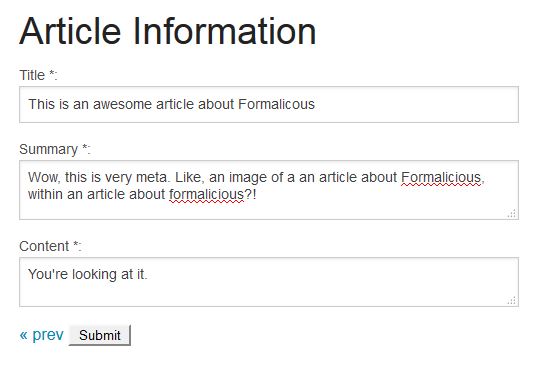 Article Information
Title *:
This is an awesome article about Formalicous
Summary *:
Wow, this is very meta. Like, an image of a an article about Formalicious,
within an article about formalicious?!
Content *:
You're looking at it.
« prev Submit